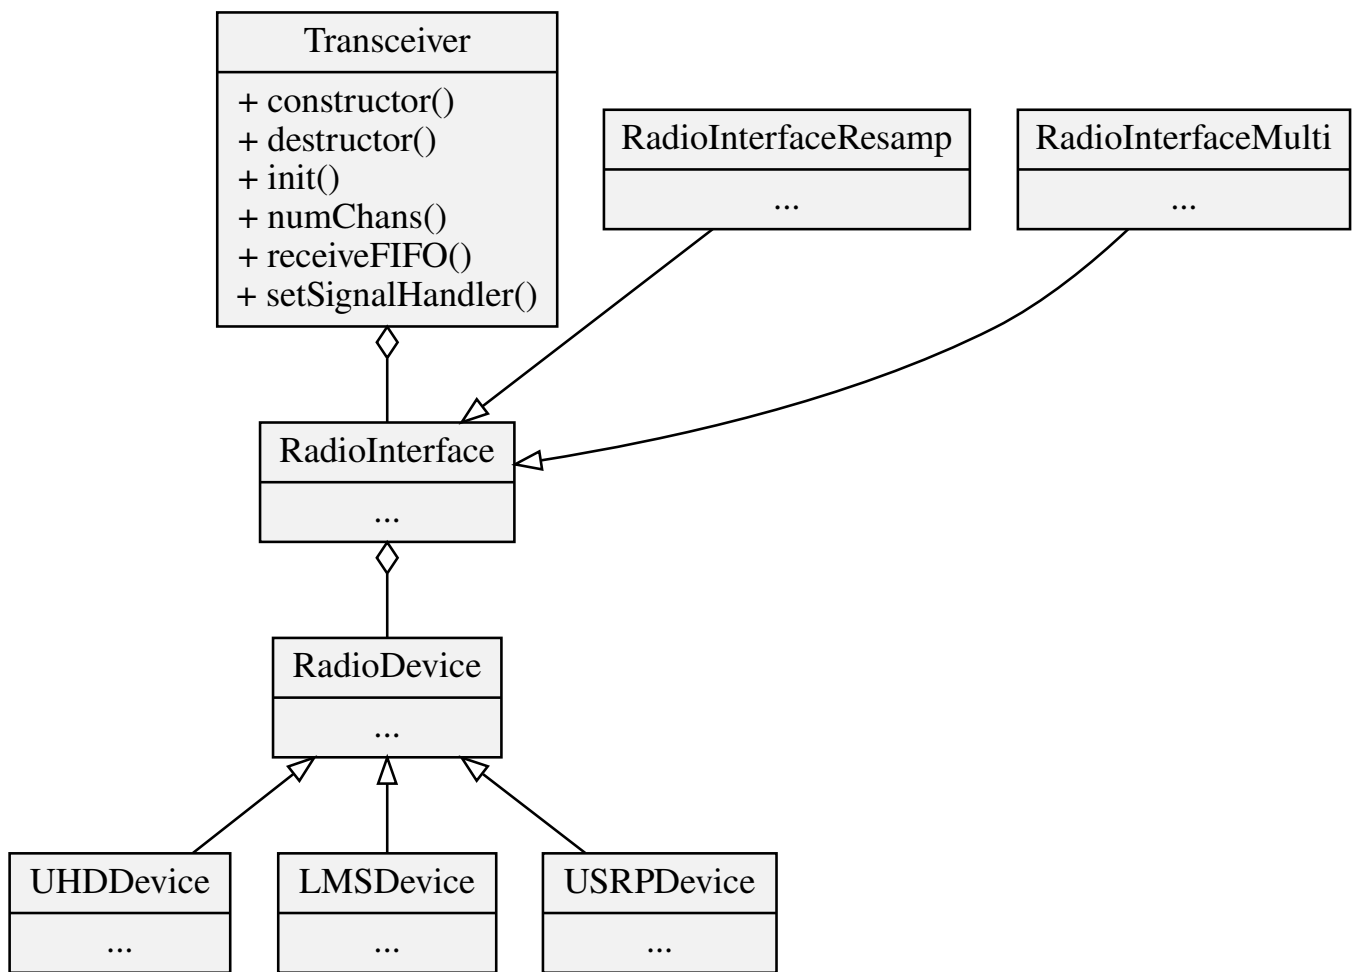 Transceiver
+ constructor()
+ destructor()
+ init()
+ numChans()
+ receiveFIFO()
+ setSignalHandler()
RadioInterfaceResamp
...
RadioInterfaceMulti
...
RadioInterface
...
RadioDevice
...
UHDDevice
...
LMSDevice
...
USRPDevice
...